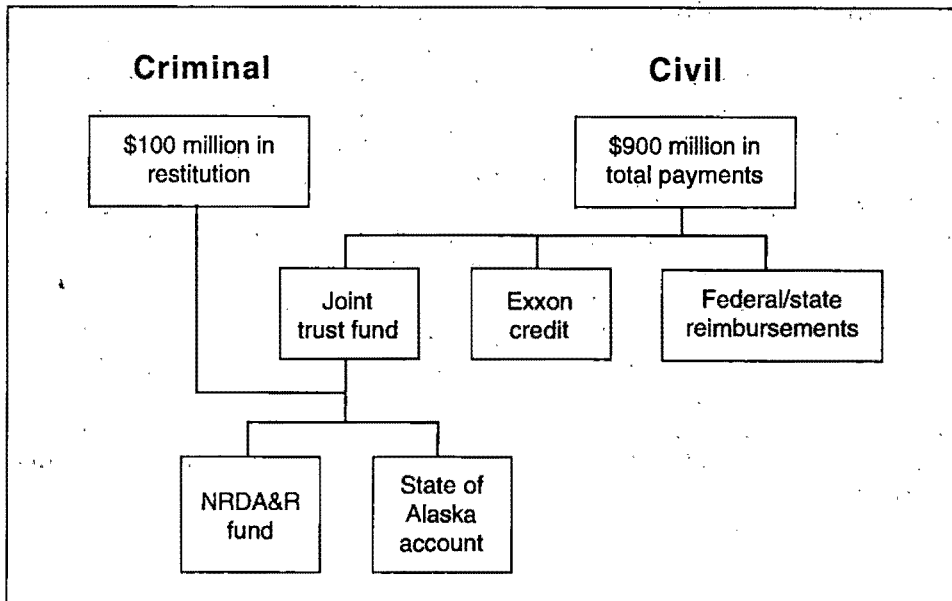 Criminal
Civil
$100 million in
restitution
$900 million in
total payments
Joint
trust fund
Exxon
credit
Federal/state
reimbursements
NRDA&R
fund
State of
Alaska
account